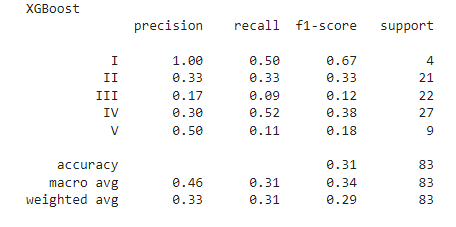 XGBoost
precision recall f1-score support
I 1.00 0.50 0.67 4
II 0.33 0.33 0.33 21
III 0.17 0.09 0.12 22
IV 0.30 0.52 0.38 27
V 0.50 0.11 0.18 9
accuracy 0.31 83
macro avg 0.46 0.31 0.34 83
weighted avg 0.33 0.31 0.29 83